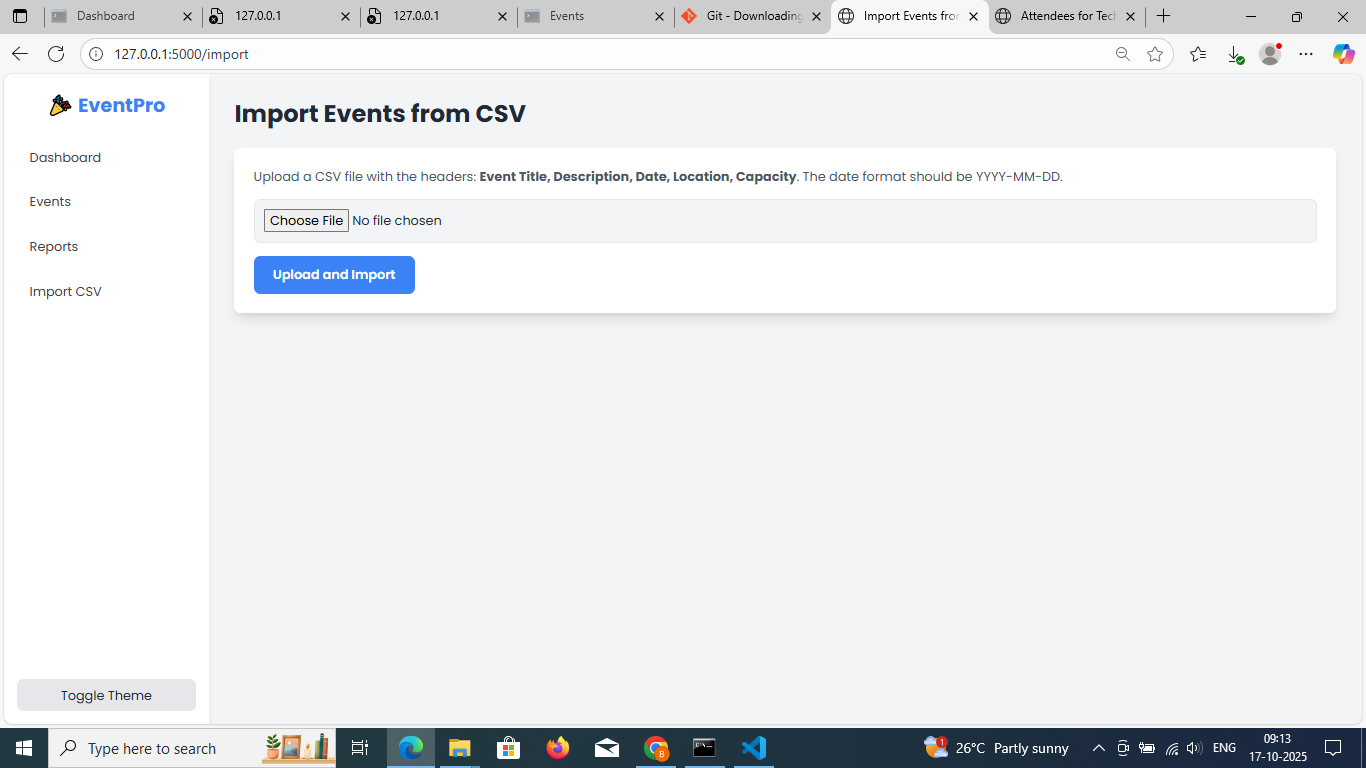 Dashboard
127.0.0.1
127.0.0.1
Events
Git - Downloading
Import Events from
Attendees for Tech
127.0.0.1:5000/import
EventPro
Dashboard
Events
Reports
Import CSV
Toggle Theme
Import Events from CSV
Upload a CSV file with the headers: Event Title, Description, Date, Location, Capacity. The date format should be YYYY-MM-DD.
Choose File No file chosen
Upload and Import
Type here to search
1
26°C Partly sunny
ENG
09:13
17-10-2025